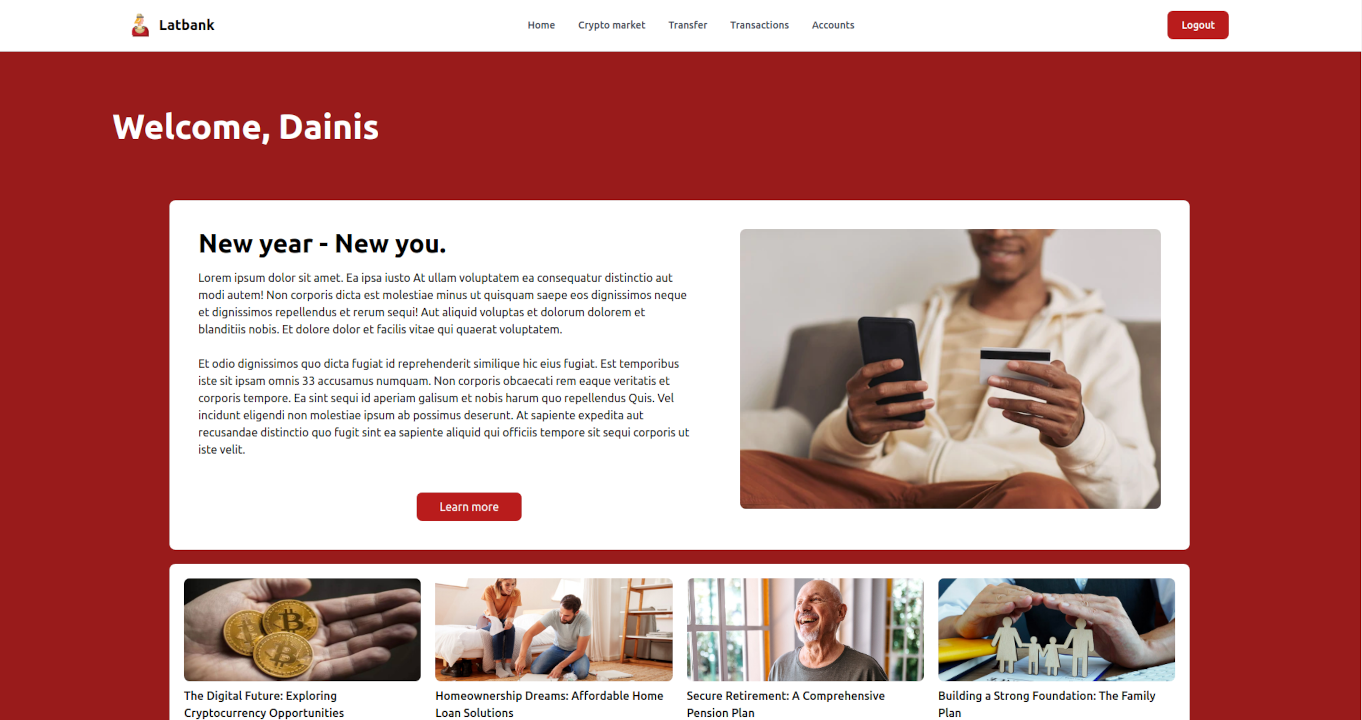 Latbank
Home
Crypto market
Transfer
Transactions
Accounts
Logout
Welcome, Dainis
New year - New you.
Lorem ipsum dolor sit amet. Ea ipsa iusto At ullam voluptatem ea consequatur distinctio aut
modi autem! Non corporis dicta est molestiae minus ut quisquam saepe eos dignissimos neque
et dignissimos repellendus et rerum sequi! Aut aliquid voluptas et dolorum dolorem et
blanditiis nobis. Et dolore dolor et facilis vitae qui quaerat voluptatem.
Et odio dignissimos quo dicta fugiat id reprehenderit similique hic eius fugiat. Est temporibus
iste sit ipsam omnis 33 accusamus numquam. Non corporis obcaecati rem eaque veritatis et
corporis tempore. Ea sint sequi id aperiam galisum et nobis harum quo repellendus Quis. Vel
incidunt eligendi non molestiae ipsum ab possimus deserunt. At sapiente expedita aut
recusandae distinctio quo fugit sint ea sapiente aliquid qui officiis tempore sit sequi corporis ut
iste velit.
Learn more
The Digital Future: Exploring
Cryptocurrency Opportunities
Homeownership Dreams: Affordable Home
Loan Solutions
Secure Retirement: A Comprehensive
Pension Plan
Building a Strong Foundation: The Family
Plan